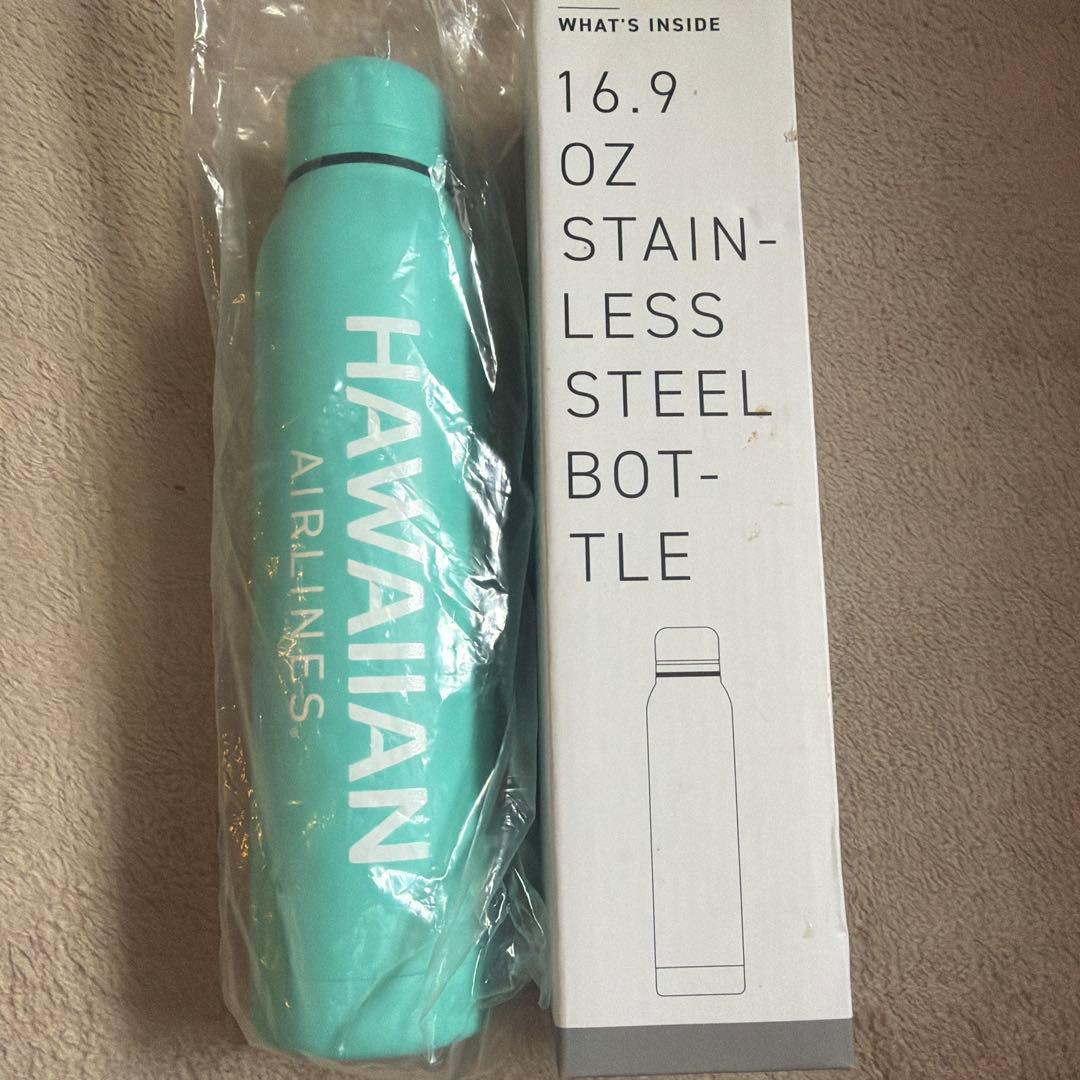 HAWAIIAN
AIRLINES®
WHAT'S INSIDE
16.9
OZ
STAIN-
LESS
STEEL
BOT-
TLE